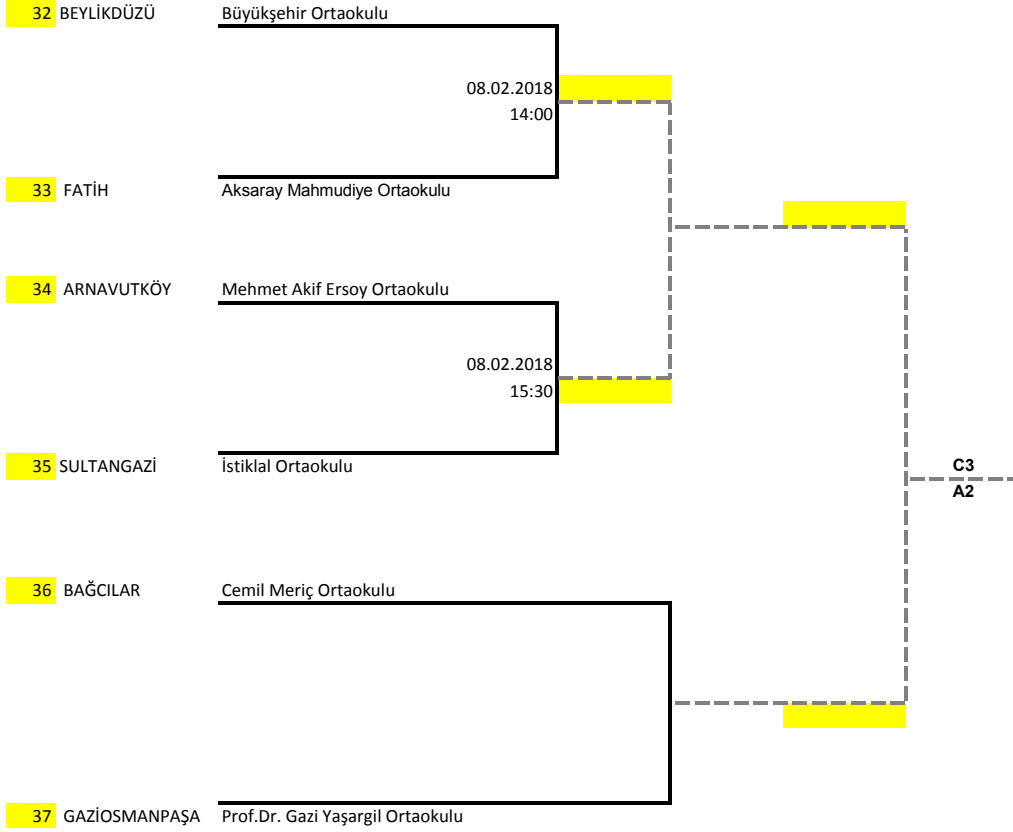 32 BEYLİKDÜZÜ Büyükşehir Ortaokulu
08.02.2018
14:00
33 FATİH Aksaray Mahmudiye Ortaokulu
34 ARNAVUTKÖY Mehmet Akif Ersoy Ortaokulu
08.02.2018
15:30
35 SULTANGAZİ İstiklal Ortaokulu
C3
A2
36 BAĞCILAR Cemil Meriç Ortaokulu
37 GAZİOSMANPAŞA Prof.Dr. Gazi Yaşargil Ortaokulu